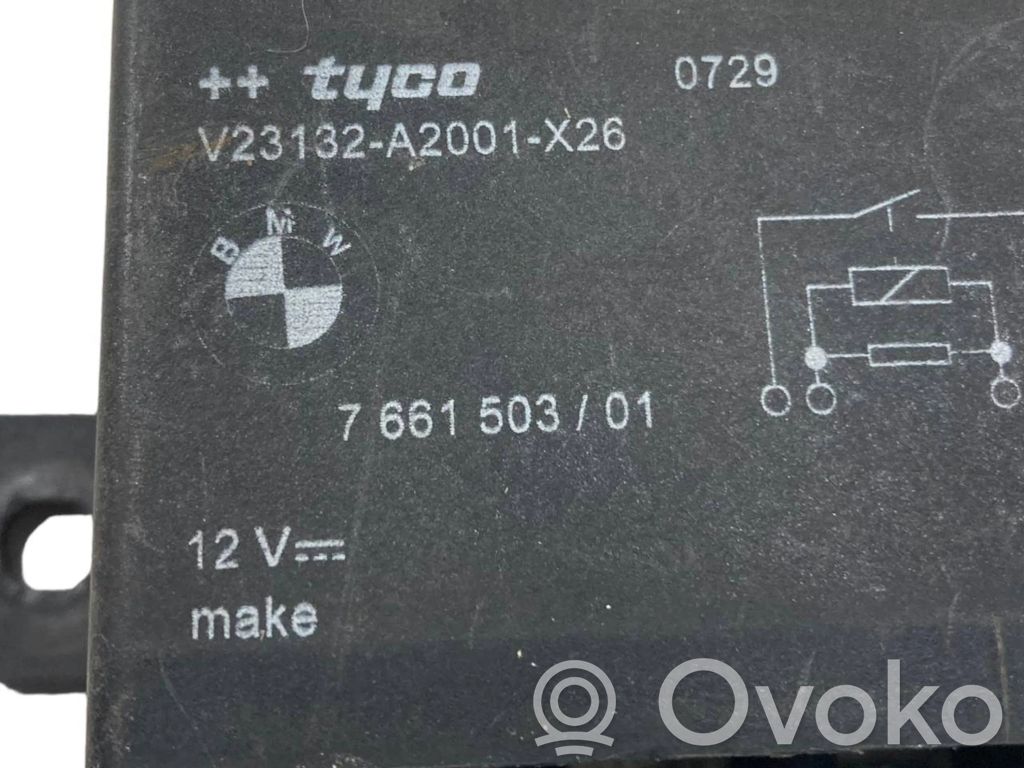 ++ tyco 0729
V23132-A2001-X26
BMW
7 661 503 / 01
12 V
make
Ovoko